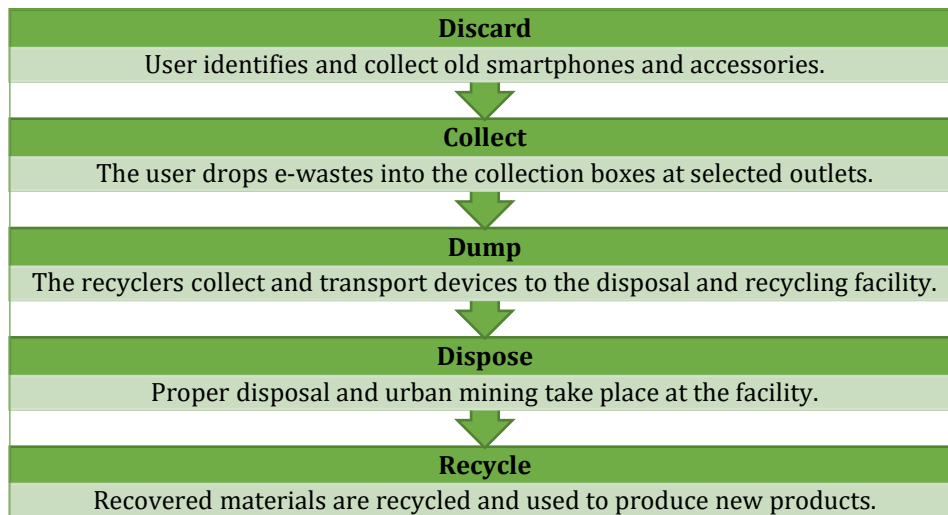 Discard
User identifies and collect old smartphones and accessories.
Collect
The user drops e-wastes into the collection boxes at selected outlets.
Dump
The recyclers collect and transport devices to the disposal and recycling facility.
Dispose
Proper disposal and urban mining take place at the facility.
Recycle
Recovered materials are recycled and used to produce new products.